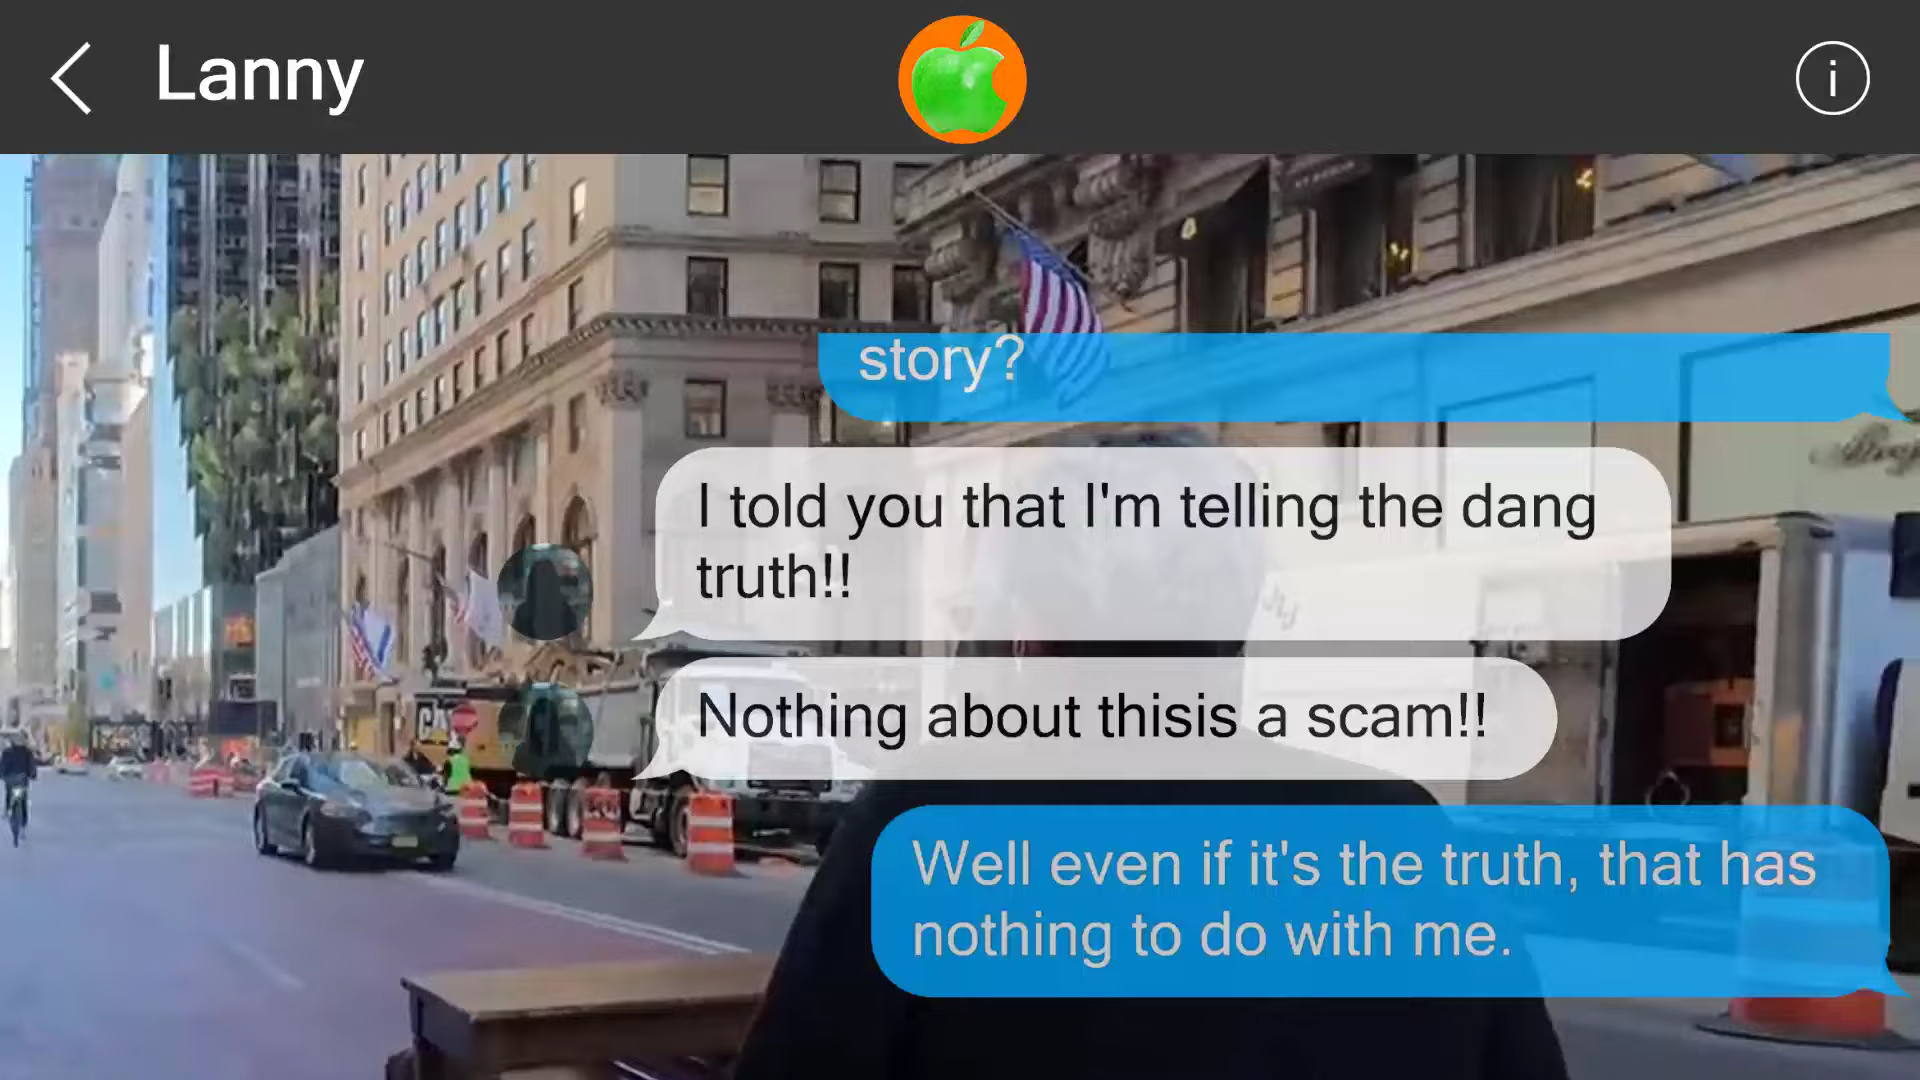 Lanny
story?
I told you that I'm telling the dang
truth!!
Nothing about thisis a scam!!
Well even if it's the truth, that has
nothing to do with me.